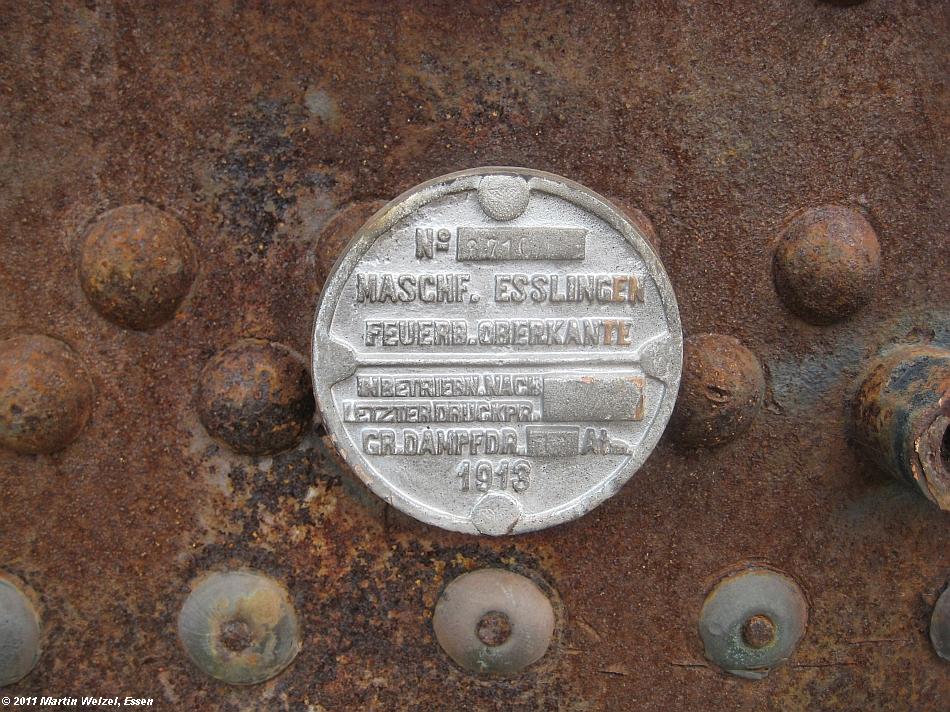 Nº 3710
MASCHF. ESSLINGEN
FEUERB. OBERKANTE
INBETRIEBN. NACH
LETZTER DRUCKPR.
GR. DAMPFDR. At.
1913
© 2011 Martin Welzel, Essen